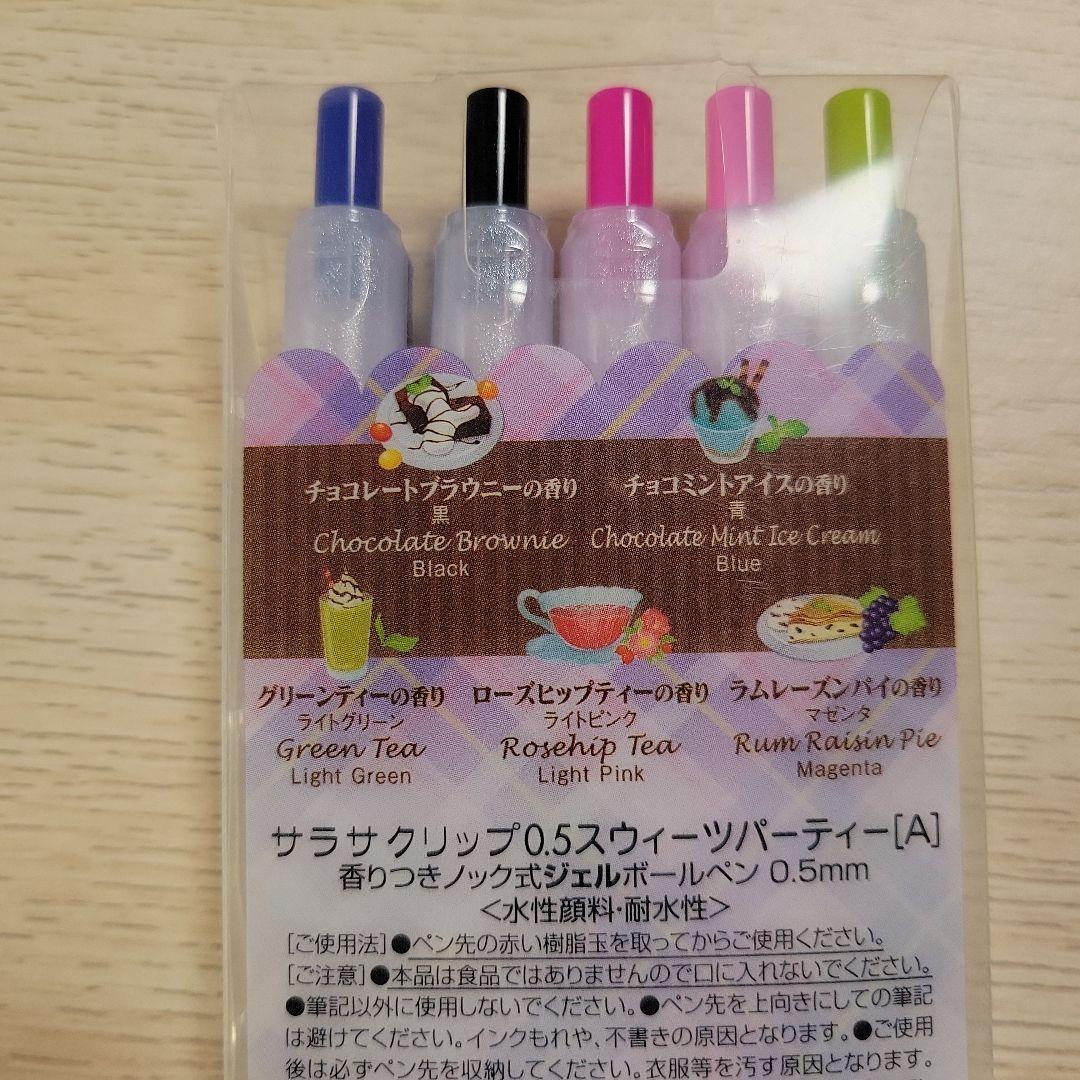 チョコレートブラウニーの香り
黒
Chocolate Brownie
Black
チョコミントアイスの香り
青
Chocolate Mint Ice Cream
Blue
グリーンティーの香り
ライトグリーン
Green Tea
Light Green
ローズヒップティーの香り
ライトピンク
Rosehip Tea
Light Pink
ラムレーズンパイの香り
マゼンタ
Rum Raisin Pie
Magenta
サラサクリップ0.5スウィーツパーティー[A]
香りつきノック式ジェルボールペン 0.5mm
＜水性顔料・耐水性＞
[ご使用法]●ペン先の赤い樹脂玉を取ってからご使用ください。
[ご注意]●本品は食品ではありませんので口に入れないでください。
●筆記以外に使用しないでください。●ペン先を上向きにしての筆記
は避けてください。インクもれや、不書きの原因となります。●ご使用
後は必ずペン先を収納してください。衣服等を汚す原因となります。